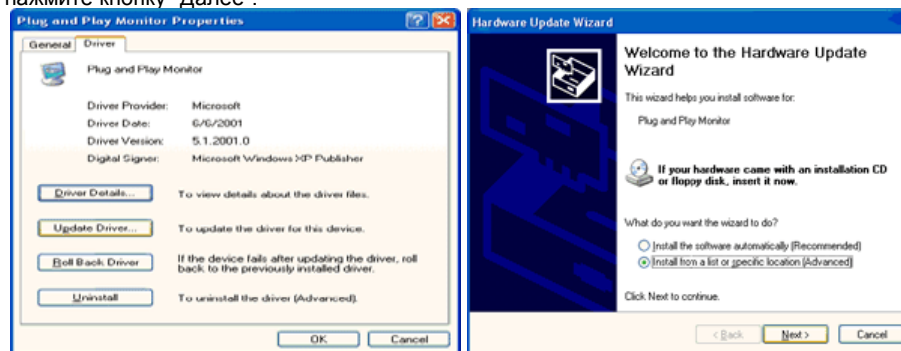 нажмите кнопку "Далее".
Plug and Play Monitor Properties
General
Driver
Plug and Play Monitor
Driver Provider: Microsoft
Driver Date: 6/6/2001
Driver Version: 5.1.2001.0
Digital Signer: Microsoft Windows XP Publisher
Driver Details...
To view details about the driver files.
Update Driver...
To update the driver for this device.
Roll Back Driver
If the device fails after updating the driver, roll
back to the previously installed driver.
Uninstall
To uninstall the driver (Advanced).
OK
Cancel
Hardware Update Wizard
Welcome to the Hardware Update
Wizard
This wizard helps you install software for:
Plug and Play Monitor
If your hardware came with an installation CD
or floppy disk, insert it now.
What do you want the wizard to do?
Install the software automatically (Recommended)
Install from a list or specific location (Advanced)
Click Next to continue.
< Back
Next >
Cancel